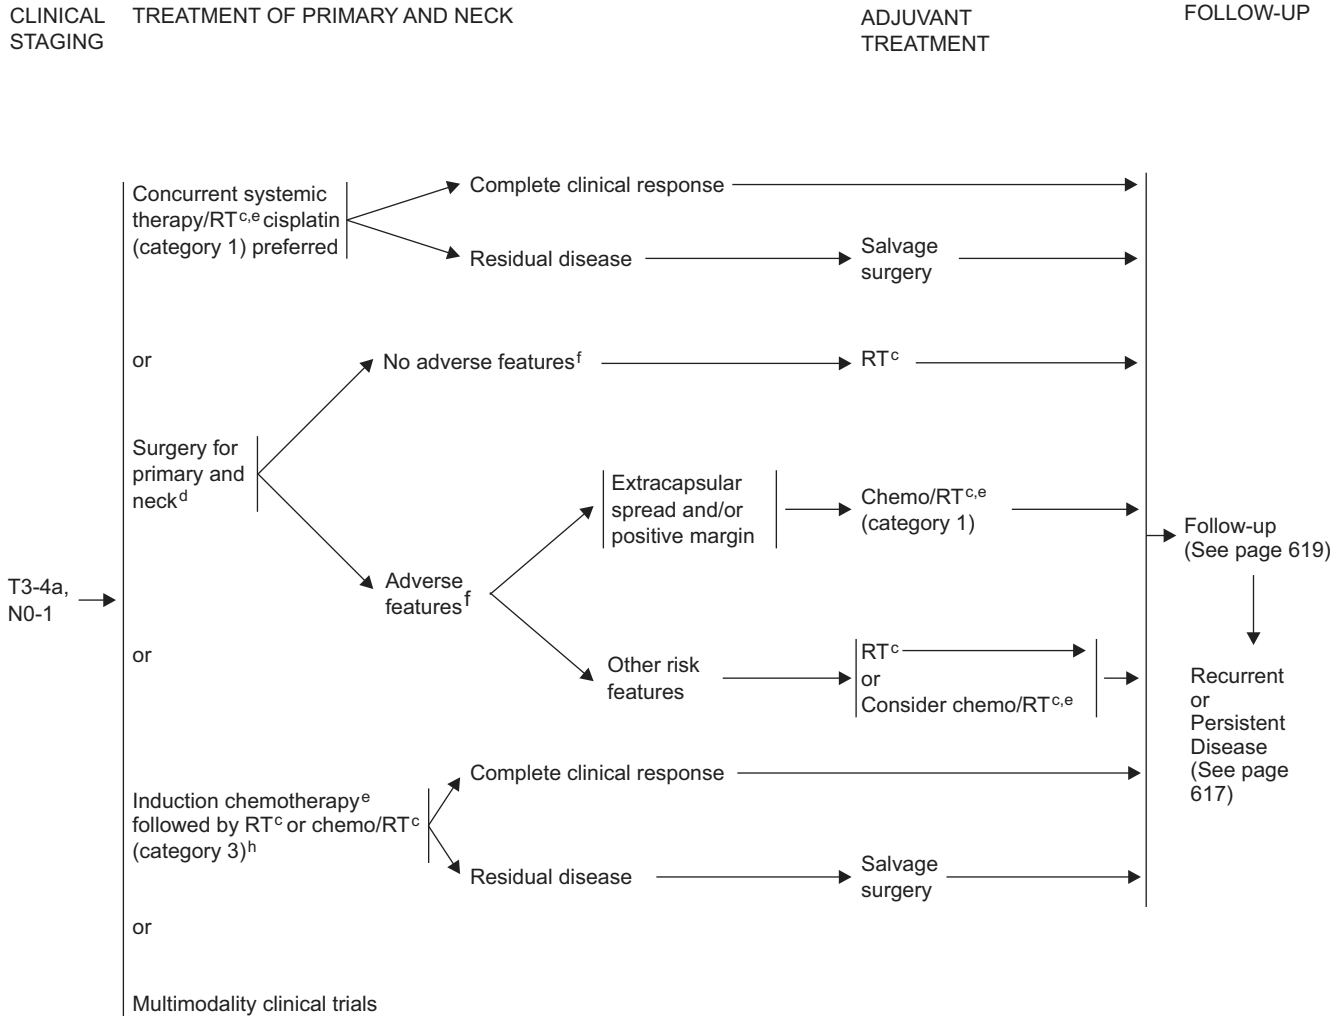 CLINICAL
STAGING
TREATMENT OF PRIMARY AND NECK
ADJUVANT
TREATMENT
FOLLOW-UP
T3-4a,
N0-1
Concurrent systemic
therapy/RTc,e cisplatin
(category 1) preferred
Complete clinical response
Residual disease
Salvage
surgery
or
Surgery for
primary and
neckd
No adverse featuresf
RTc
Adverse
featuresf
Extracapsular
spread and/or
positive margin
Chemo/RTc,e
(category 1)
Other risk
features
RTc
or
Consider chemo/RTc,e
or
Induction chemotherapye
followed by RTc or chemo/RTc
(category 3)h
Complete clinical response
Residual disease
Salvage
surgery
or
Multimodality clinical trials
Follow-up
(See page 619)
Recurrent
or
Persistent
Disease
(See page
617)